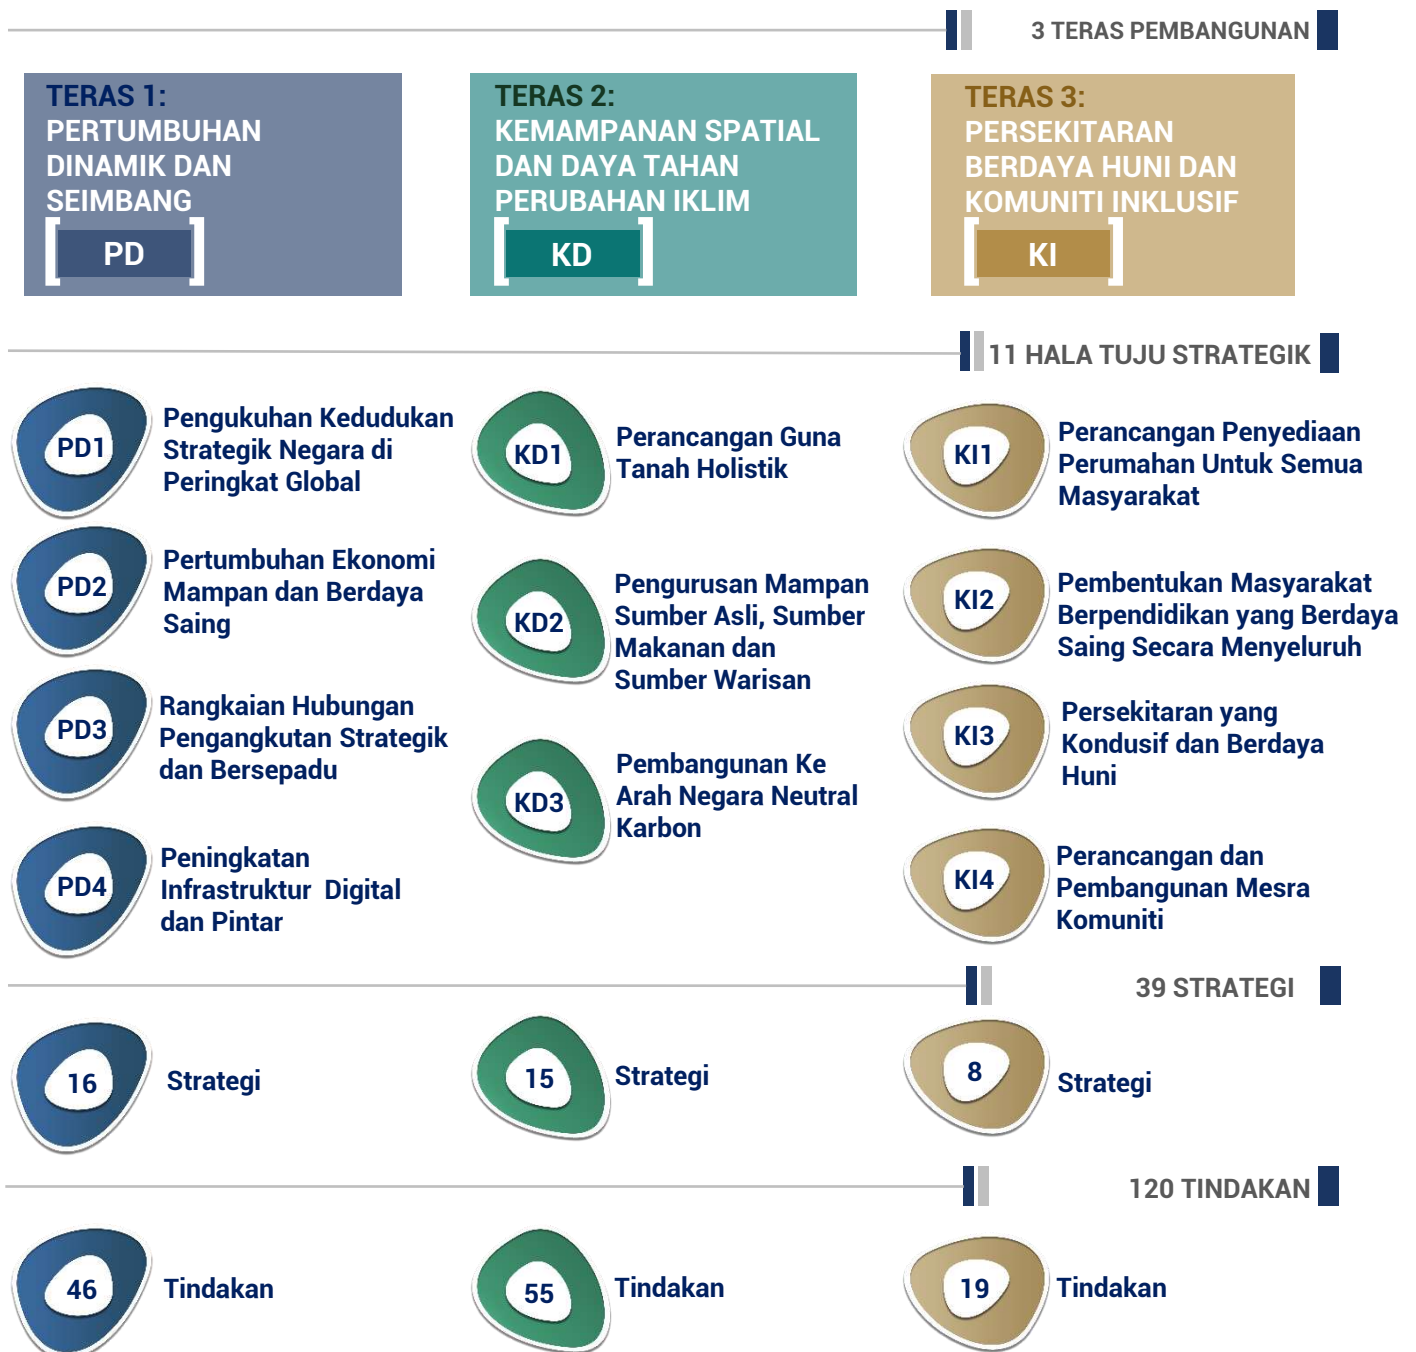 3 TERAS PEMBANGUNAN
TERAS 1:
PERTUMBUHAN
DINAMIK DAN
SEIMBANG
PD
TERAS 2:
KEMAMPANAN SPATIAL
DAN DAYA TAHAN
PERUBAHAN IKLIM
KD
TERAS 3:
PERSEKITARAN
BERDAYA HUNI DAN
KOMUNITI INKLUSIF
KI
11 HALA TUJU STRATEGIK
PD1
Pengukuhan Kedudukan
Strategik Negara di
Peringkat Global
PD2
Pertumbuhan Ekonomi
Mampan dan Berdaya
Saing
PD3
Rangkaian Hubungan
Pengangkutan Strategik
dan Bersepadu
PD4
Peningkatan
Infrastruktur Digital
dan Pintar
KD1
Perancangan Guna
Tanah Holistik
KD2
Pengurusan Mampan
Sumber Asli, Sumber
Makanan dan
Sumber Warisan
KD3
Pembangunan Ke
Arah Negara Neutral
Karbon
KI1
Perancangan Penyediaan
Perumahan Untuk Semua
Masyarakat
KI2
Pembentukan Masyarakat
Berpendidikan yang Berdaya
Saing Secara Menyeluruh
KI3
Persekitaran yang
Kondusif dan Berdaya
Huni
KI4
Perancangan dan
Pembangunan Mesra
Komuniti
39 STRATEGI
16 Strategi
15 Strategi
8 Strategi
120 TINDAKAN
46 Tindakan
55 Tindakan
19 Tindakan